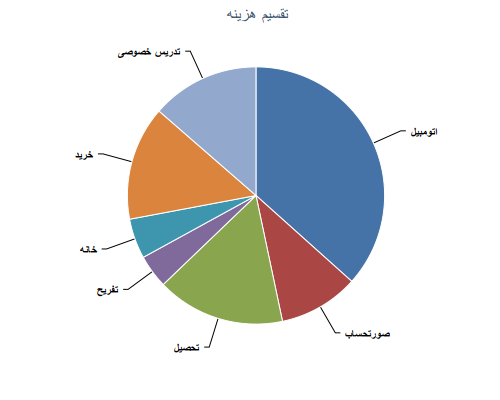 تقسیم هزینه
تدریس خصوصی
اتومبیل
خرید
خانه
تفریح
صورتحساب
تحصیل